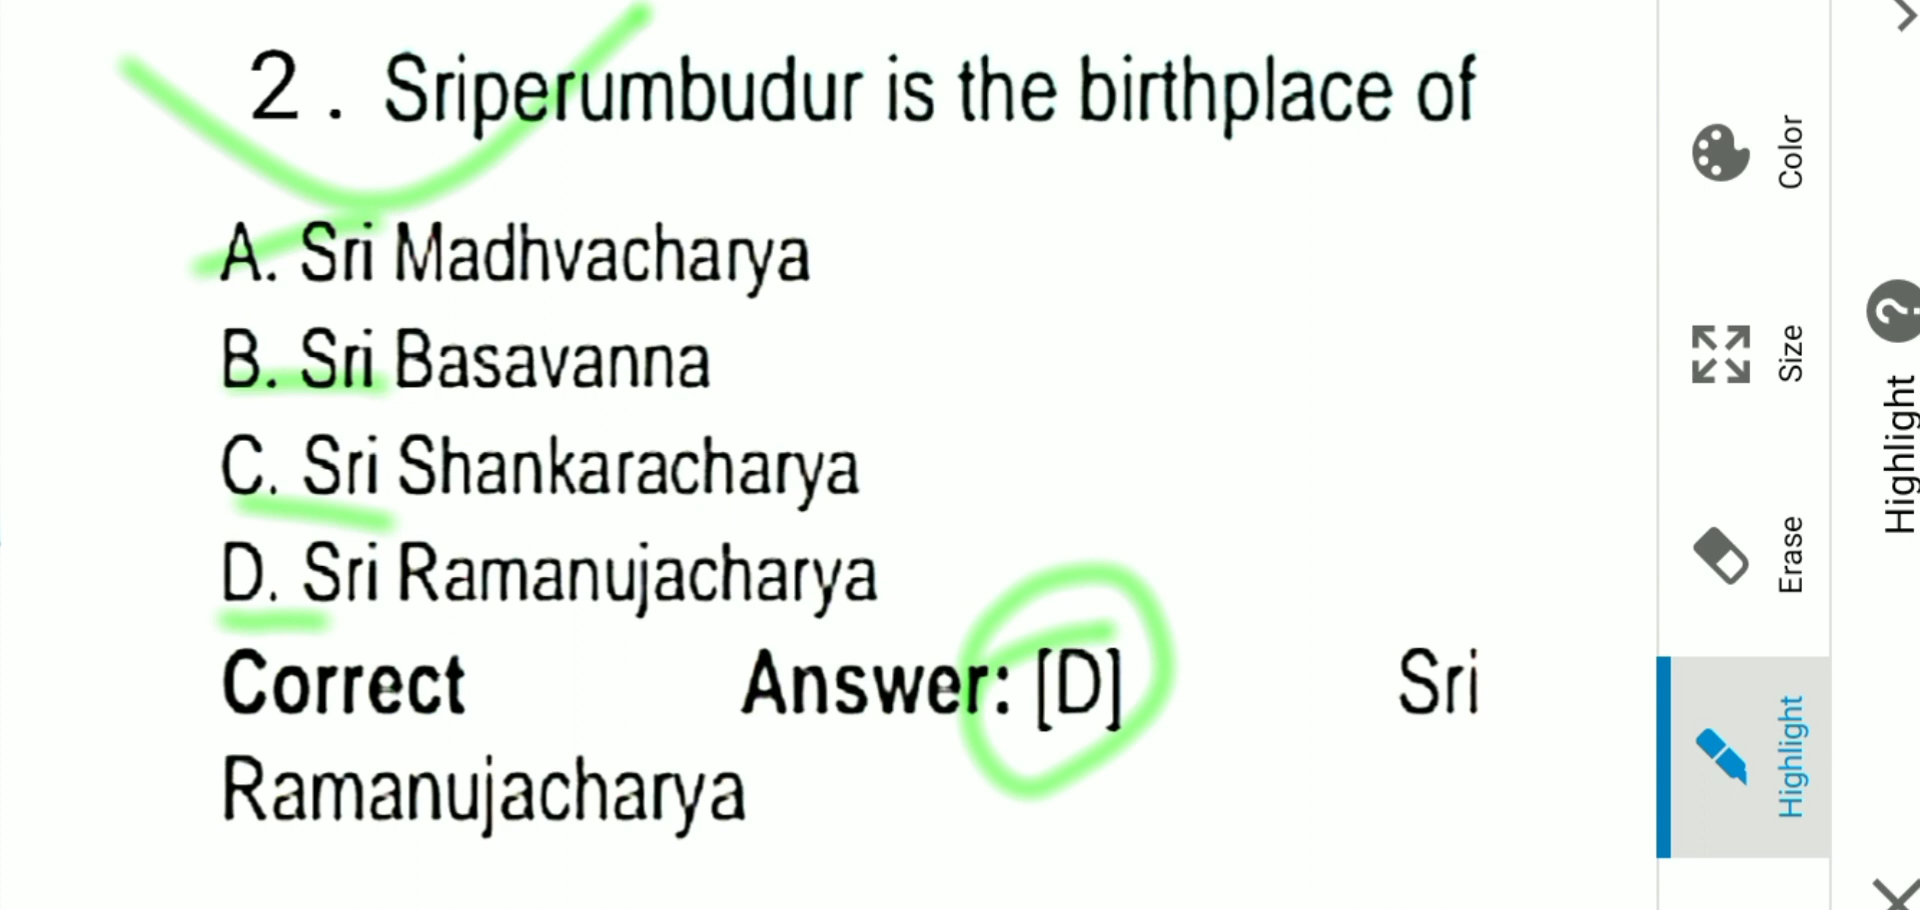 2. Sriperumbudur is the birthplace of
A. Sri Madhvacharya
B. Sri Basavanna
C. Sri Shankaracharya
D. Sri Ramanujacharya
Correct Answer: [D] Sri
Ramanujacharya
Color
Size
Erase
Highlight
Highlight